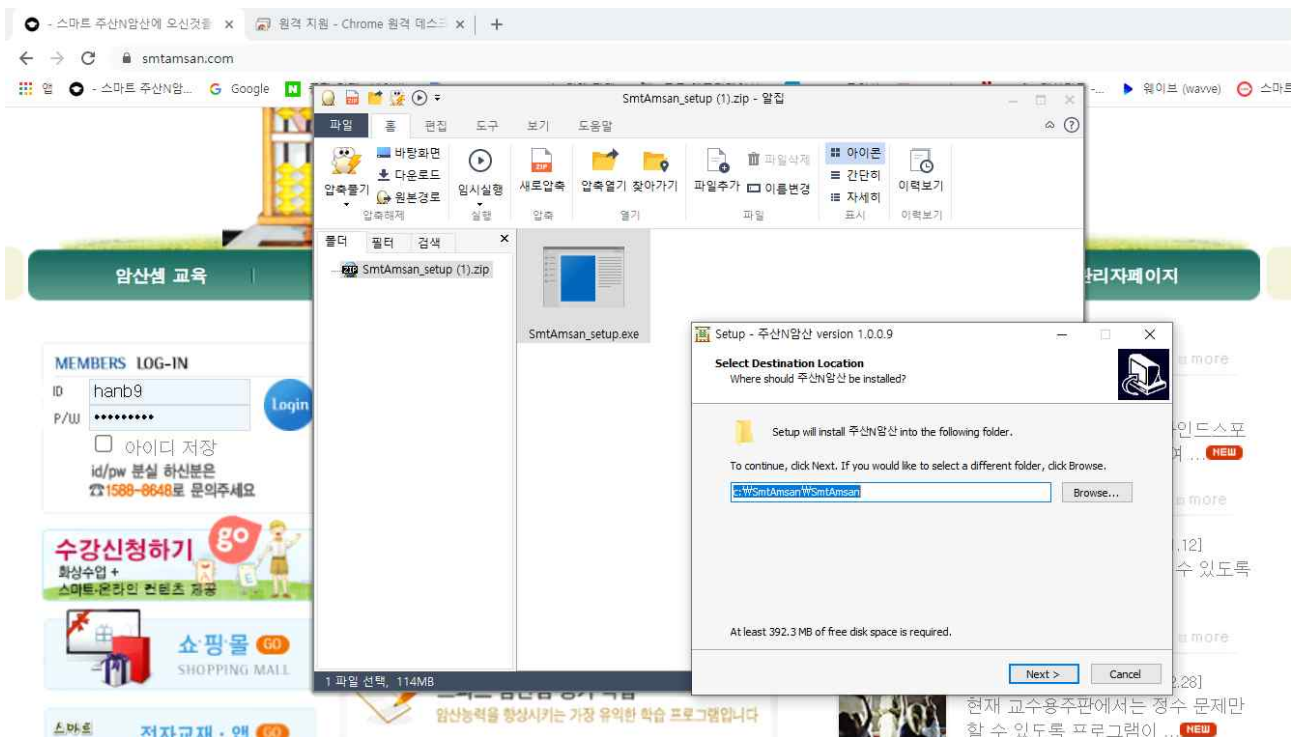 - 스마트 주산N암산에 오신것을
원격 지원 - Chrome 원격 데스크
smtamsan.com
앱
- 스마트 주산N암...
Google
웨이브 (wavve)
스마트
SmtAmsan_setup (1).zip - 알집
파일 홈 편집 도구 보기 도움말
압축풀기
바탕화면
다운로드
원본경로
임시실행
새로압축
압축열기 찾아가기
파일추가
파일삭제
이름변경
아이콘
간단히
자세히
이력보기
압축해제 실행 압축 열기 파일 표시 이력보기
폴더 필터 검색
SmtAmsan_setup (1).zip
SmtAmsan_setup.exe
1 파일 선택, 114MB
암산셈 교육
관리자페이지
MEMBERS LOG-IN
ID hanb9
P/W •••••••••
Login
아이디 저장
id/pw 분실 하신분은
☎1588-8648로 문의주세요
수강신청하기 go
화상수업 +
스마트·온라인 컨텐츠 제공
쇼·핑·몰 GO
SHOPPING MALL
스마트
전자교재 · 앱 GO
Setup - 주산N암산 version 1.0.0.9
Select Destination Location
Where should 주산N암산 be installed?
Setup will install 주산N암산 into the following folder.
To continue, click Next. If you would like to select a different folder, click Browse.
c:₩SmtAmsan₩SmtAmsan
Browse...
At least 392.3 MB of free disk space is required.
Next >
Cancel
more
인드스포
여 ... NEW
more
.12]
수 있도록
more
.28]
현재 교수용주판에서는 정수 문제만
할 수 있도록 프로그램이 ... NEW
암산능력을 향상시키는 가장 유익한 학습 프로그램입니다